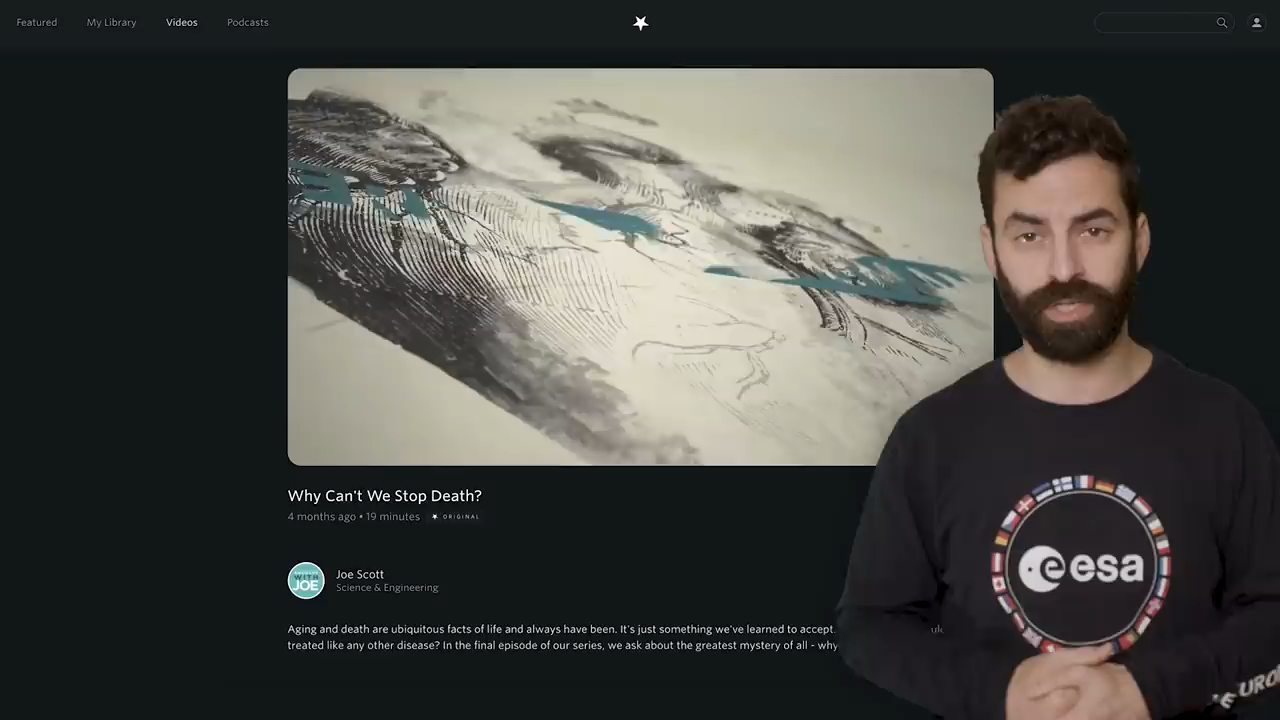 Featured
My Library
Videos
Podcasts
Why Can't We Stop Death?
4 months ago • 19 minutes ORIGINAL
WITH
JOE
Joe Scott
Science & Engineering
Aging and death are ubiquitous facts of life and always have been. It's just something we've learned to accept.
treated like any other disease? In the final episode of our series, we ask about the greatest mystery of all - why
esa